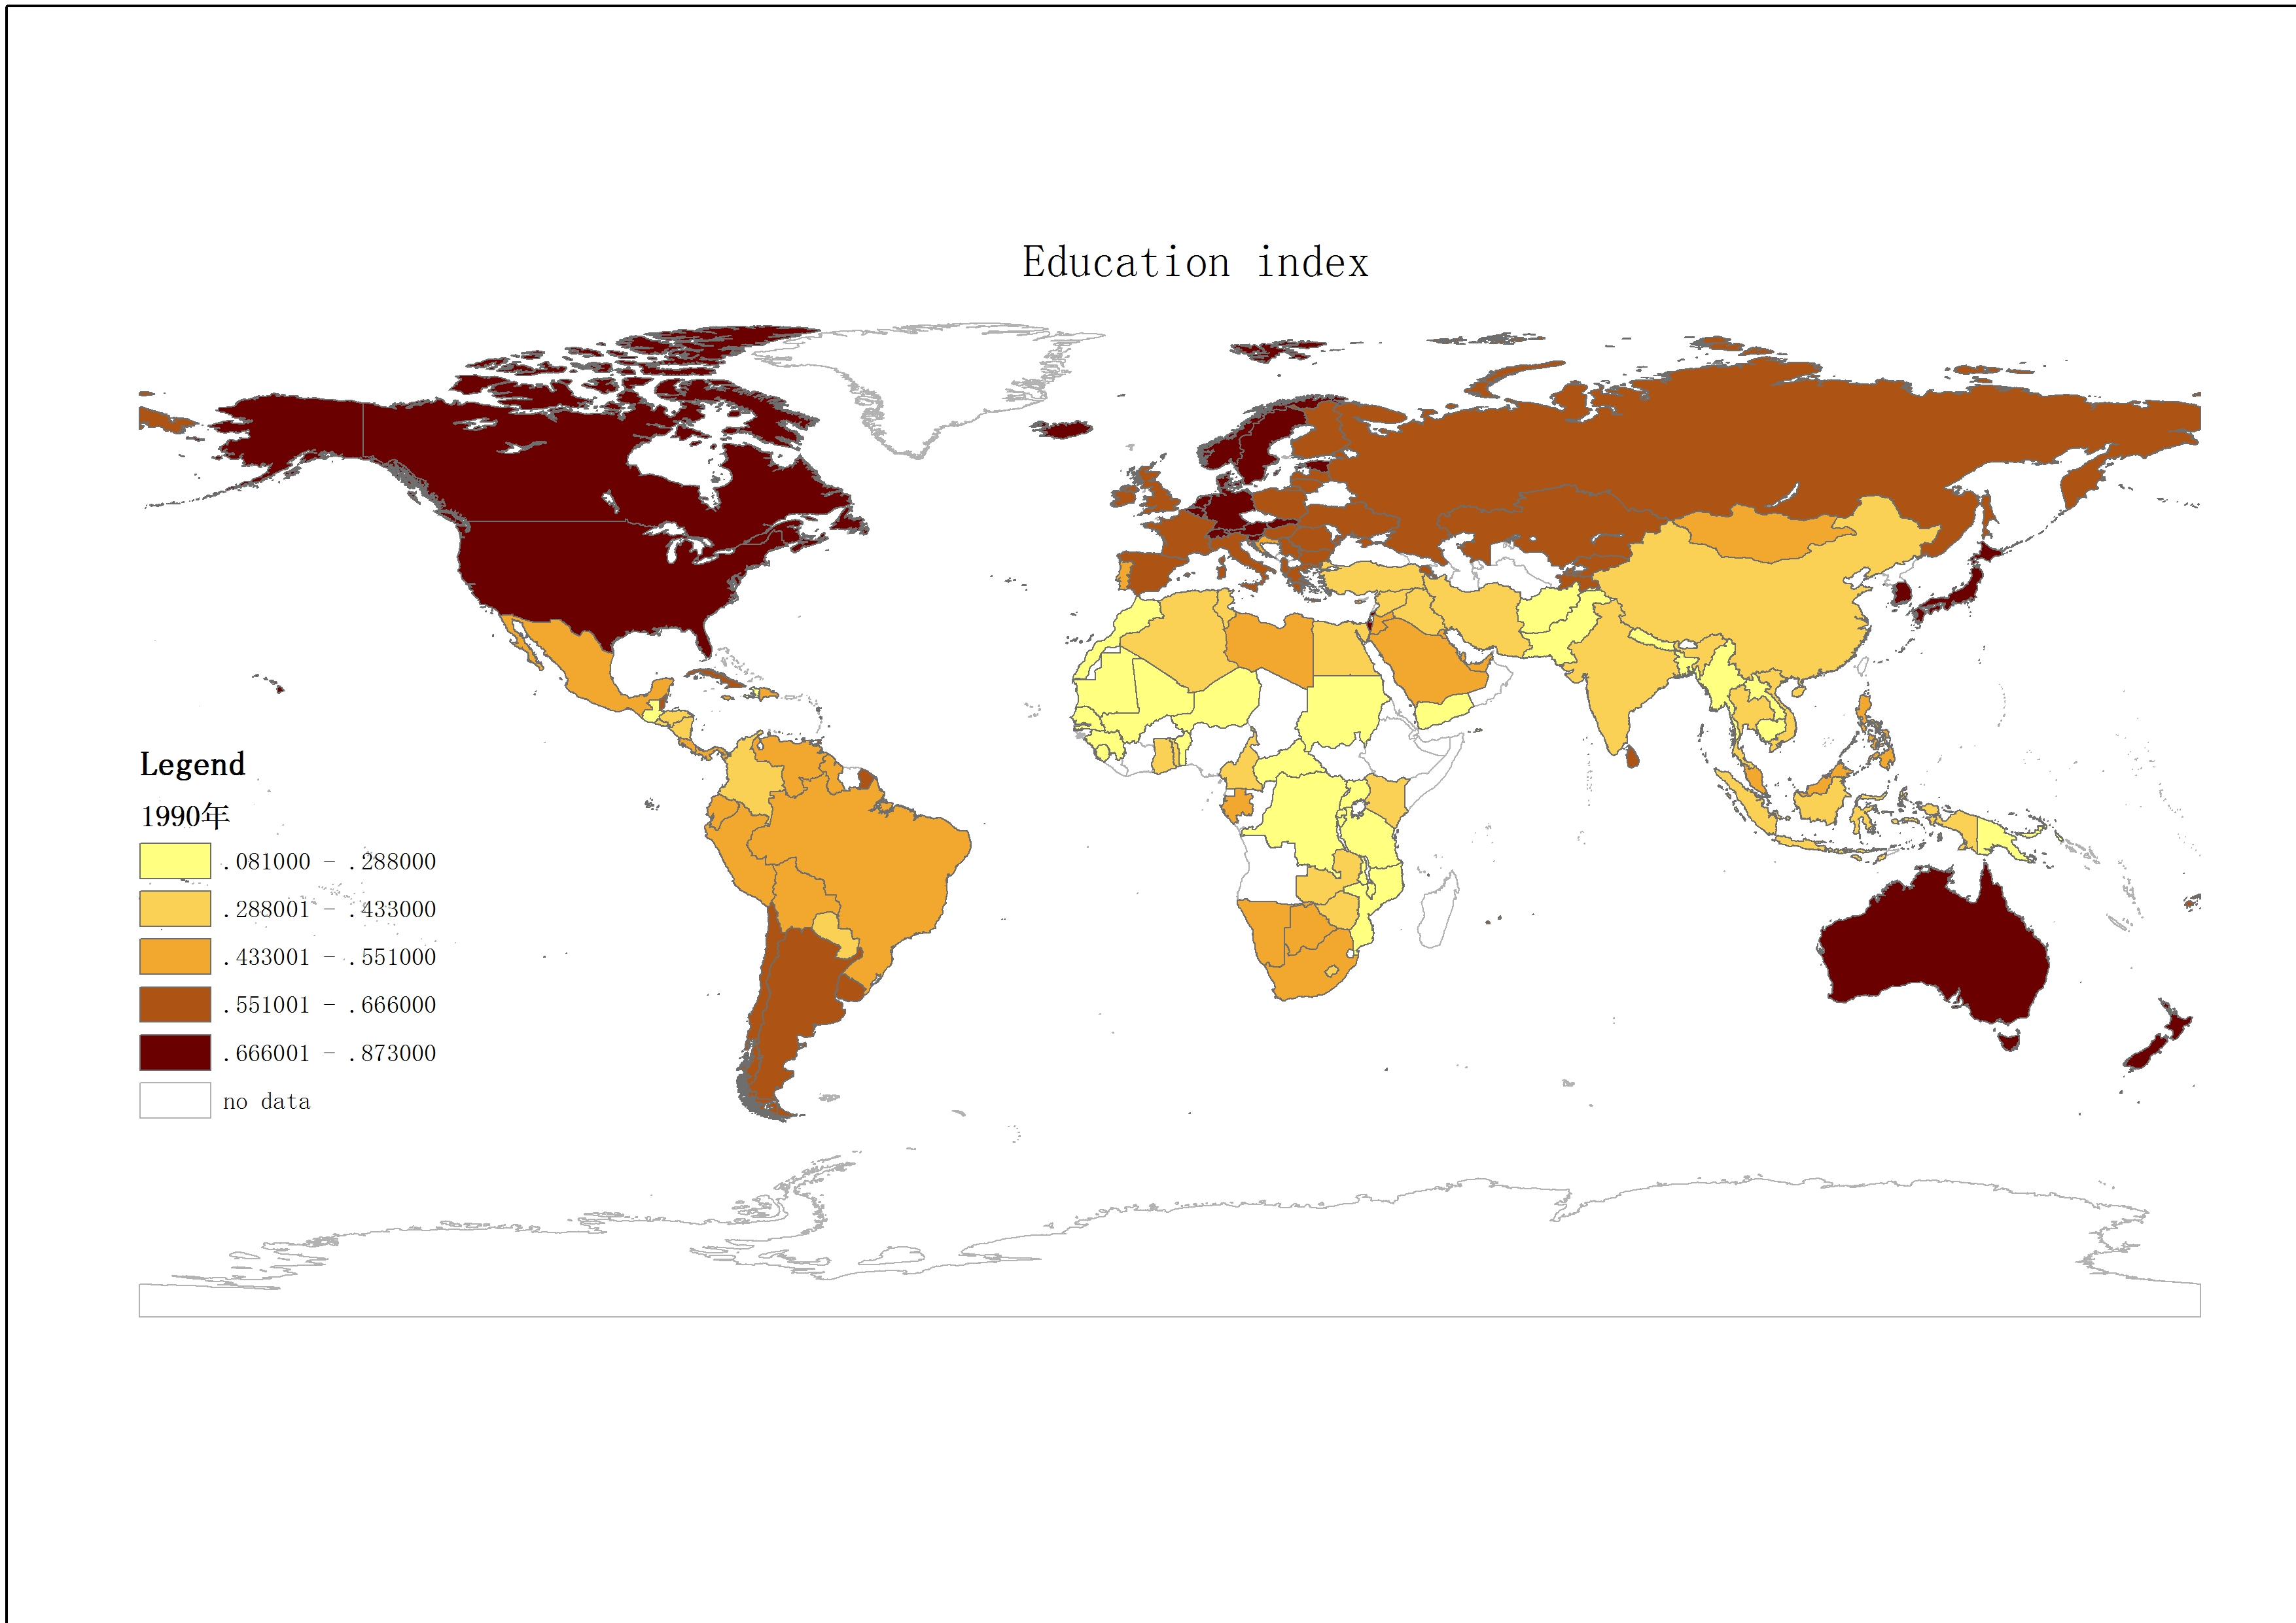 Education index
Legend
1990年
.081000 - .288000
.288001 - .433000
.433001 - .551000
.551001 - .666000
.666001 - .873000
no data